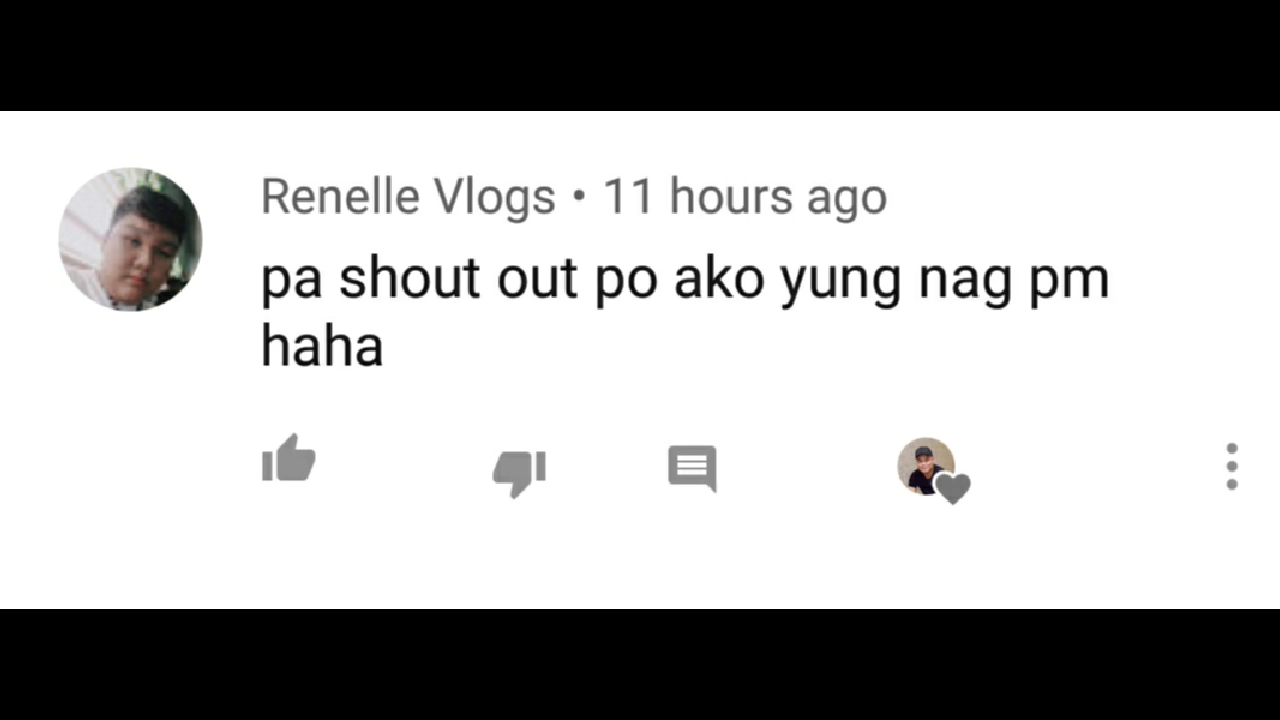 Renelle Vlogs • 11 hours ago
pa shout out po ako yung nag pm
haha